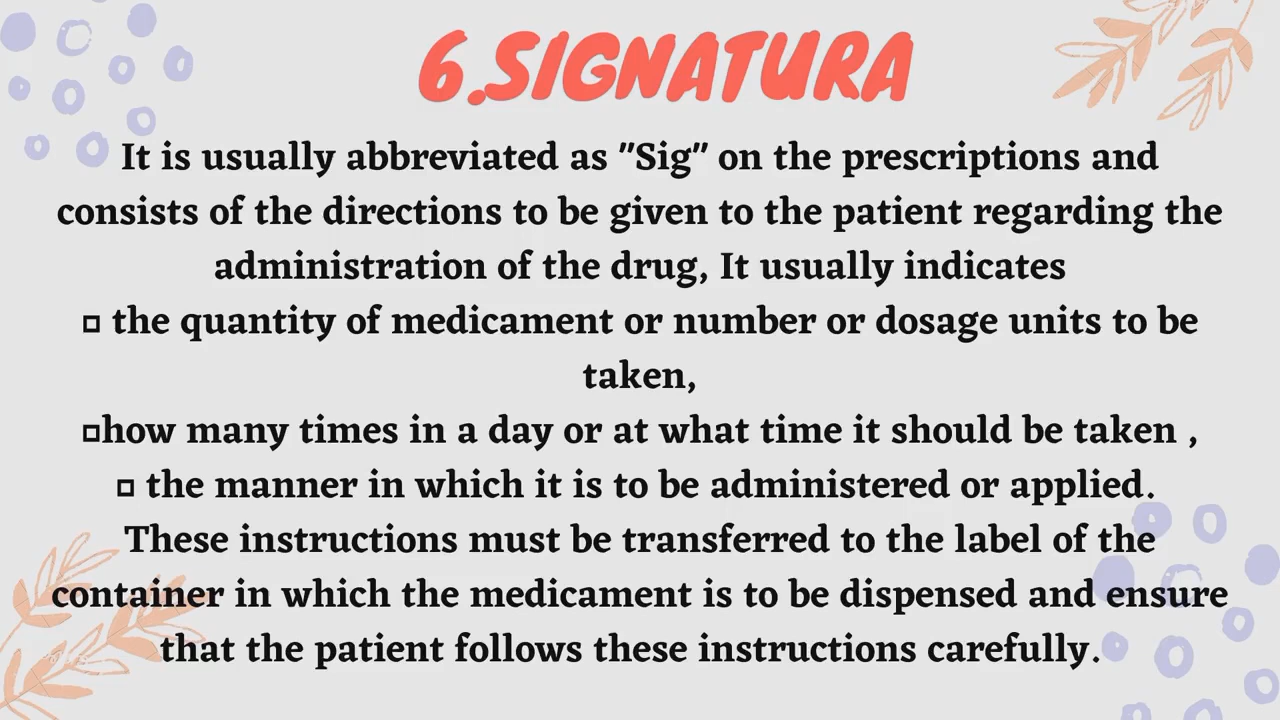 6.SIGNATURA
It is usually abbreviated as "Sig" on the prescriptions and
consists of the directions to be given to the patient regarding the
administration of the drug, It usually indicates
▫ the quantity of medicament or number or dosage units to be
taken,
▫how many times in a day or at what time it should be taken ,
▫ the manner in which it is to be administered or applied.
These instructions must be transferred to the label of the
container in which the medicament is to be dispensed and ensure
that the patient follows these instructions carefully.